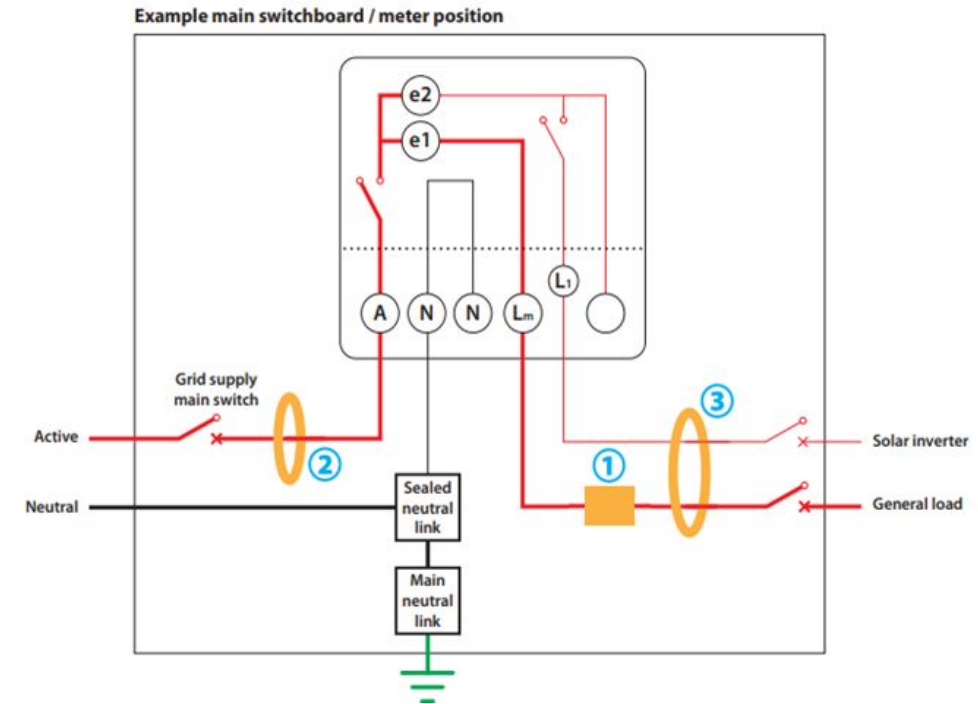 Example main switchboard / meter position
e2
e1
L1
A
N
N
Lm
Grid supply
main switch
③
Active
②
①
Solar inverter
Neutral
Sealed
neutral
link
General load
Main
neutral
link